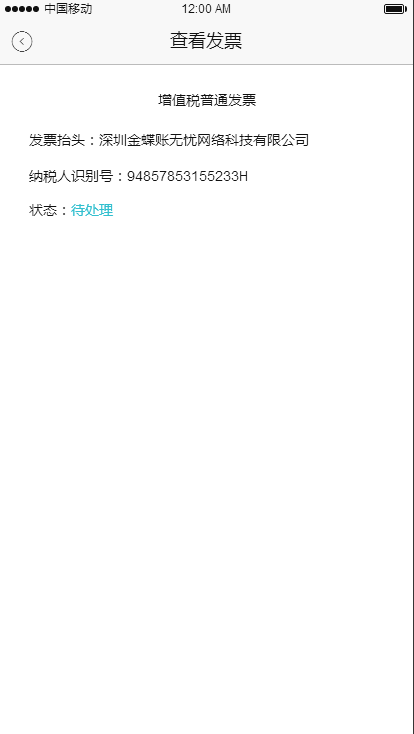 中国移动 12:00 AM
查看发票
增值税普通发票
发票抬头：深圳金蝶账无忧网络科技有限公司
纳税人识别号：94857853155233H
状态：待处理